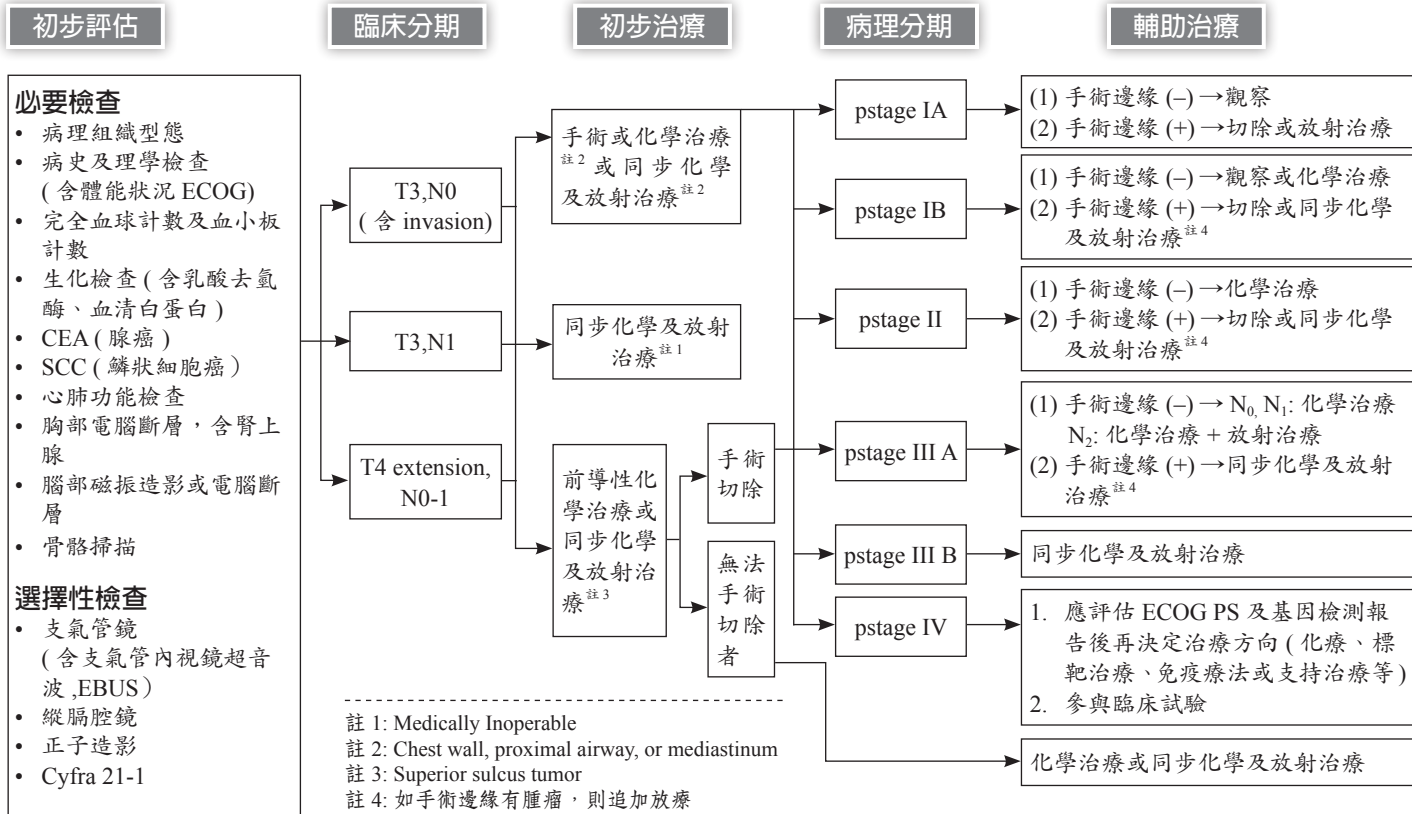 初步評估
臨床分期
初步治療
病理分期
輔助治療
必要檢查
• 病理組織型態
• 病史及理學檢查
( 含體能狀況 ECOG)
• 完全血球計數及血小板
計數
• 生化檢查 ( 含乳酸去氫
酶、血清白蛋白 )
• CEA ( 腺癌 )
• SCC ( 鱗狀細胞癌）
• 心肺功能檢查
• 胸部電腦斷層，含腎上
腺
• 腦部磁振造影或電腦斷
層
• 骨骼掃描
選擇性檢查
• 支氣管鏡
( 含支氣管內視鏡超音
波 ,EBUS）
• 縱膈腔鏡
• 正子造影
• Cyfra 21-1
T3,N0
( 含 invasion)
T3,N1
T4 extension,
N0-1
手術或化學治療
註 2 或同步化學
及放射治療註 2
同步化學及放射
治療註 1
前導性化
學治療或
同步化學
及放射治
療註 3
手術
切除
無法
手術
切除
者
pstage IA
pstage IB
pstage II
pstage III A
pstage III B
pstage IV
(1) 手術邊緣 (–) →觀察
(2) 手術邊緣 (+) →切除或放射治療
(1) 手術邊緣 (–) →觀察或化學治療
(2) 手術邊緣 (+) →切除或同步化學
及放射治療註 4
(1) 手術邊緣 (–) →化學治療
(2) 手術邊緣 (+) →切除或同步化學
及放射治療註 4
(1) 手術邊緣 (–) → N0, N1: 化學治療
N2: 化學治療 + 放射治療
(2) 手術邊緣 (+) →同步化學及放射
治療註 4
同步化學及放射治療
1. 應評估 ECOG PS 及基因檢測報
告後再決定治療方向 ( 化療、標
靶治療、免疫療法或支持治療等 )
2. 參與臨床試驗
化學治療或同步化學及放射治療
註 1: Medically Inoperable
註 2: Chest wall, proximal airway, or mediastinum
註 3: Superior sulcus tumor
註 4: 如手術邊緣有腫瘤，則追加放療